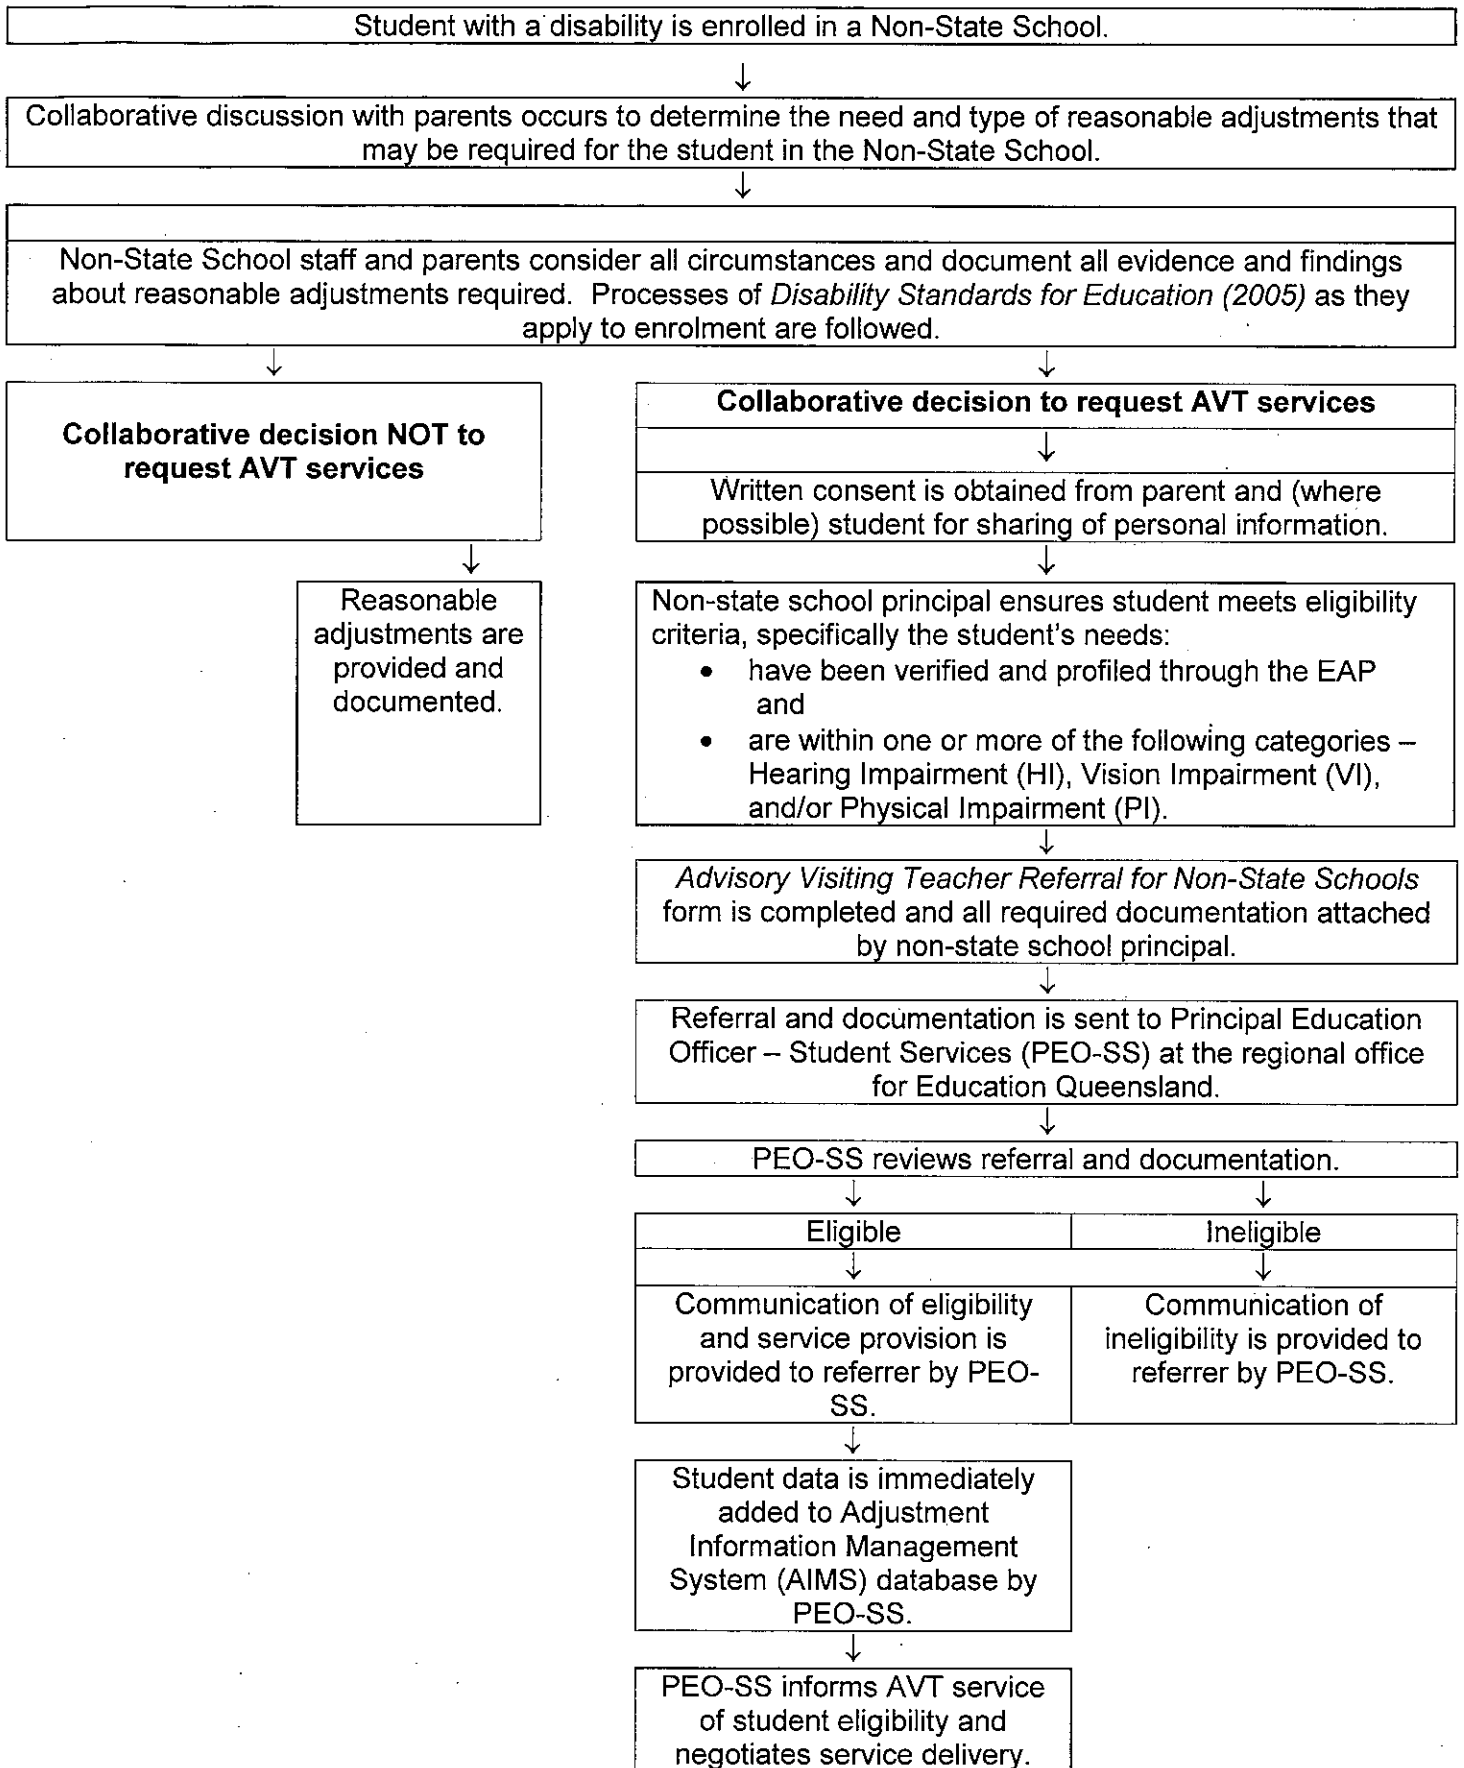 Student with a disability is enrolled in a Non-State School.
↓
Collaborative discussion with parents occurs to determine the need and type of reasonable adjustments that
may be required for the student in the Non-State School.
↓
Non-State School staff and parents consider all circumstances and document all evidence and findings
about reasonable adjustments required. Processes of Disability Standards for Education (2005) as they
apply to enrolment are followed.
↓
Collaborative decision NOT to
request AVT services
↓
Reasonable
adjustments are
provided and
documented.
↓
Collaborative decision to request AVT services
↓
Written consent is obtained from parent and (where
possible) student for sharing of personal information.
↓
Non-state school principal ensures student meets eligibility
criteria, specifically the student's needs:
• have been verified and profiled through the EAP
and
• are within one or more of the following categories –
Hearing Impairment (HI), Vision Impairment (VI),
and/or Physical Impairment (PI).
↓
Advisory Visiting Teacher Referral for Non-State Schools
form is completed and all required documentation attached
by non-state school principal.
↓
Referral and documentation is sent to Principal Education
Officer – Student Services (PEO-SS) at the regional office
for Education Queensland.
↓
PEO-SS reviews referral and documentation.
↓
Eligible
↓
Communication of eligibility
and service provision is
provided to referrer by PEO-
SS.
↓
Student data is immediately
added to Adjustment
Information Management
System (AIMS) database by
PEO-SS.
↓
PEO-SS informs AVT service
of student eligibility and
negotiates service delivery.
↓
Ineligible
↓
Communication of
ineligibility is provided to
referrer by PEO-SS.